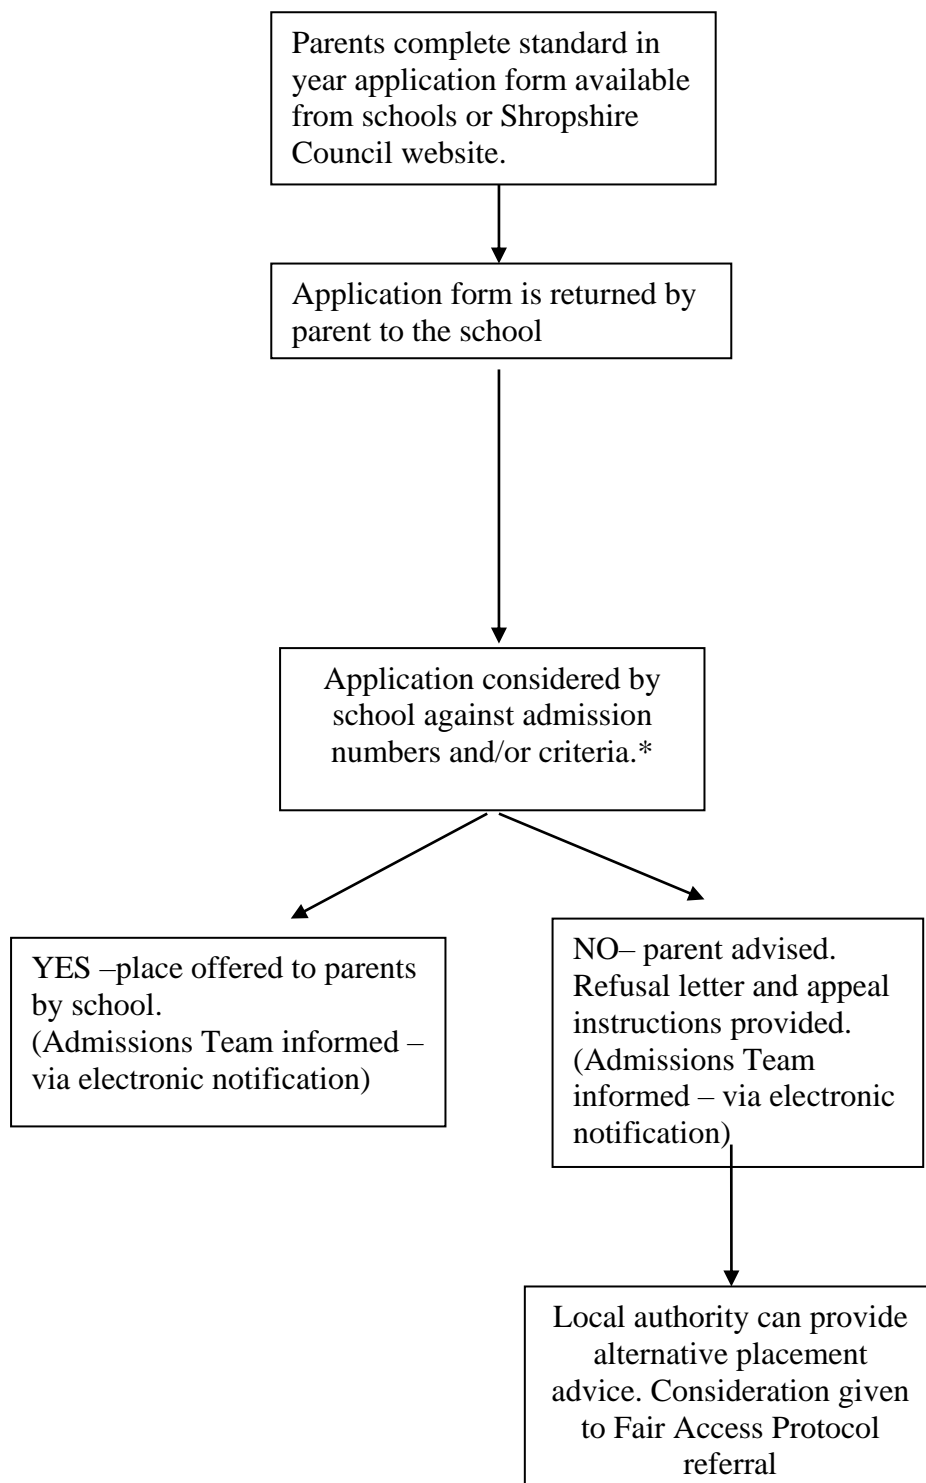 Parents complete standard in
year application form available
from schools or Shropshire
Council website.
Application form is returned by
parent to the school
Application considered by
school against admission
numbers and/or criteria.*
YES –place offered to parents
by school.
(Admissions Team informed –
via electronic notification)
NO– parent advised.
Refusal letter and appeal
instructions provided.
(Admissions Team
informed – via electronic
notification)
Local authority can provide
alternative placement
advice. Consideration given
to Fair Access Protocol
referral